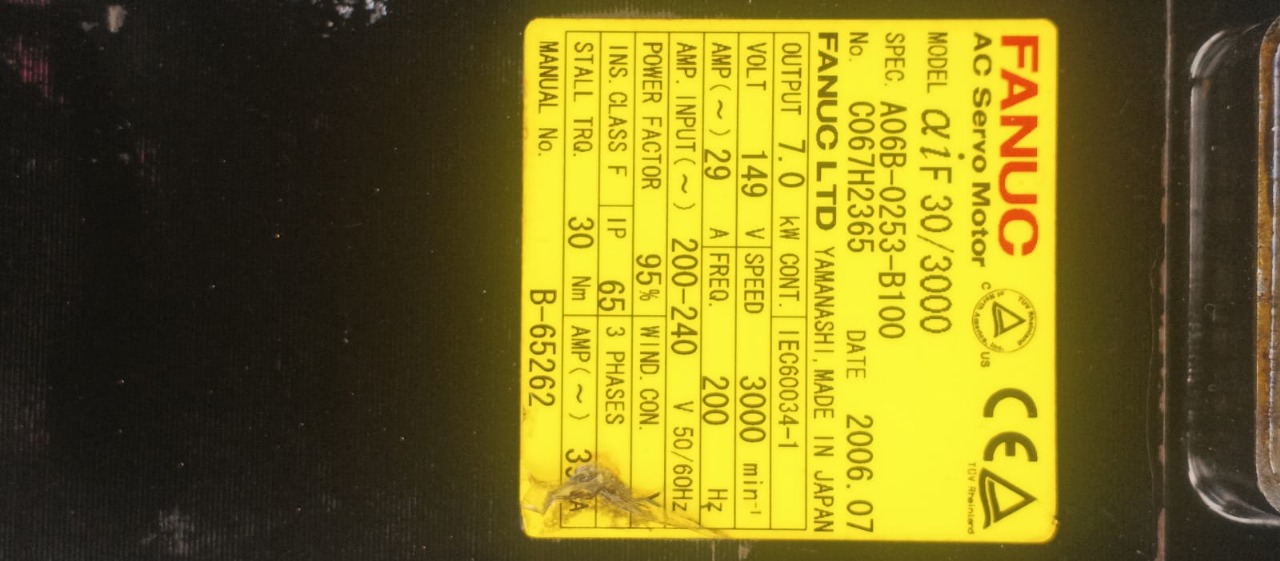 FANUC
AC Servo Motor
c US
TÜV Rheinland
MODEL αiF 30/3000
SPEC. A06B-0253-B100
No. C067H2365 DATE 2006.07
FANUC LTD YAMANASHI, MADE IN JAPAN
OUTPUT 7.0 kW CONT. IEC60034-1
VOLT 149 V SPEED 3000 min⁻¹
AMP(~) 29 A FREQ. 200 Hz
AMP. INPUT(~) 200-240 V 50/60Hz
POWER FACTOR 95% WIND. CON.
INS. CLASS F IP 65 3 PHASES
STALL TRQ. 30 Nm AMP(~) A
MANUAL No. B-65262